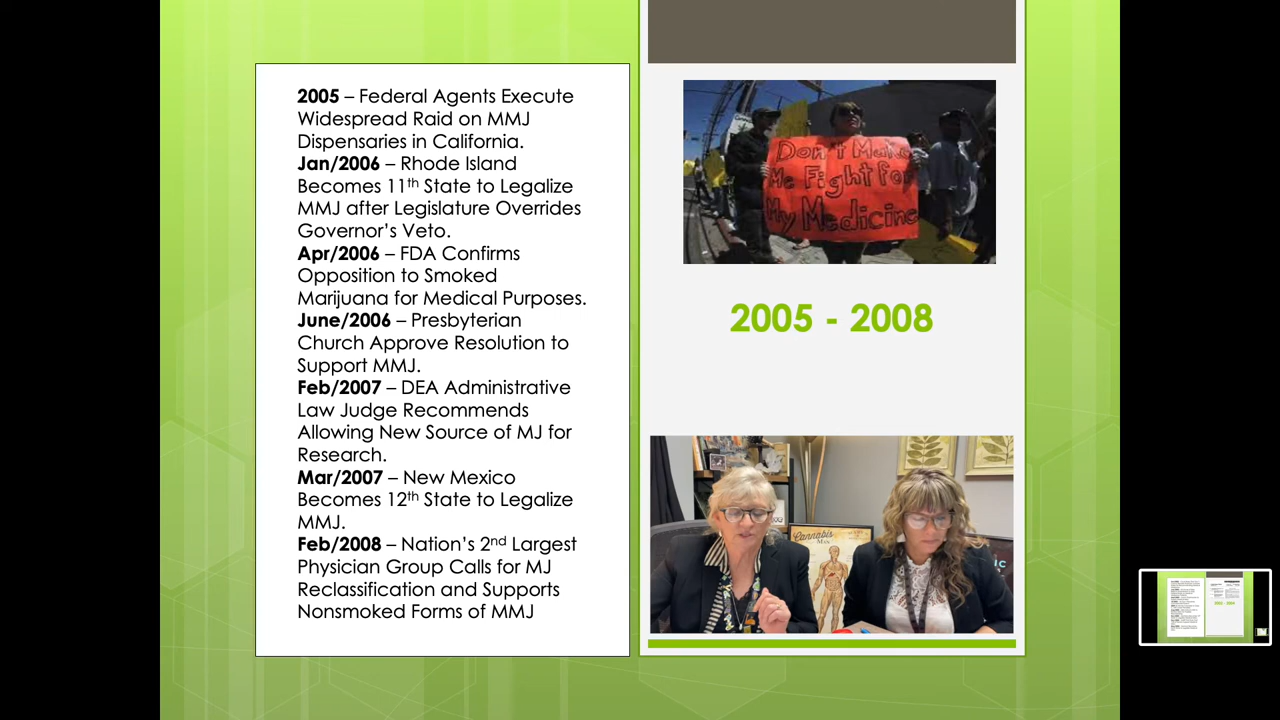 2005 – Federal Agents Execute
Widespread Raid on MMJ
Dispensaries in California.
Jan/2006 – Rhode Island
Becomes 11th State to Legalize
MMJ after Legislature Overrides
Governor's Veto.
Apr/2006 – FDA Confirms
Opposition to Smoked
Marijuana for Medical Purposes.
June/2006 – Presbyterian
Church Approve Resolution to
Support MMJ.
Feb/2007 – DEA Administrative
Law Judge Recommends
Allowing New Source of MJ for
Research.
Mar/2007 – New Mexico
Becomes 12th State to Legalize
MMJ.
Feb/2008 – Nation's 2nd Largest
Physician Group Calls for MJ
Reclassification and Supports
Nonsmoked Forms of MMJ
Don't Make
Me Fight for
My Medicine
2005 - 2008
Cannabis